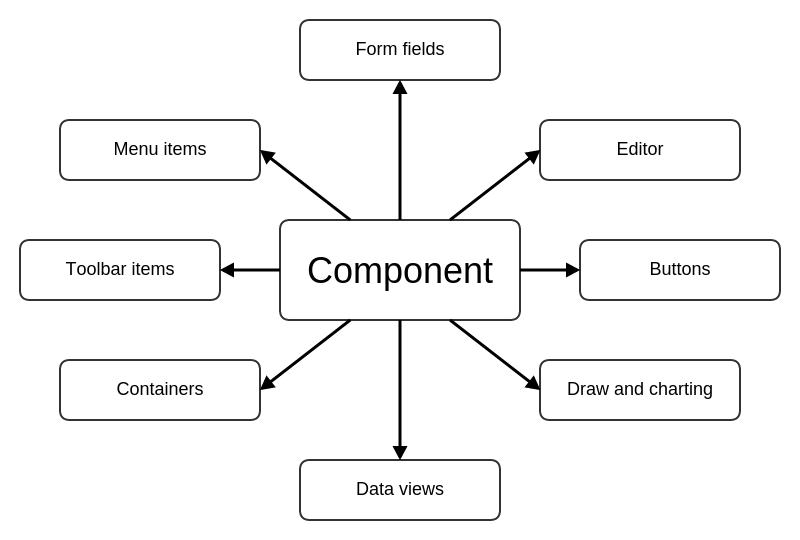 Form fields
Menu items
Editor
Toolbar items
Component
Buttons
Containers
Draw and charting
Data views